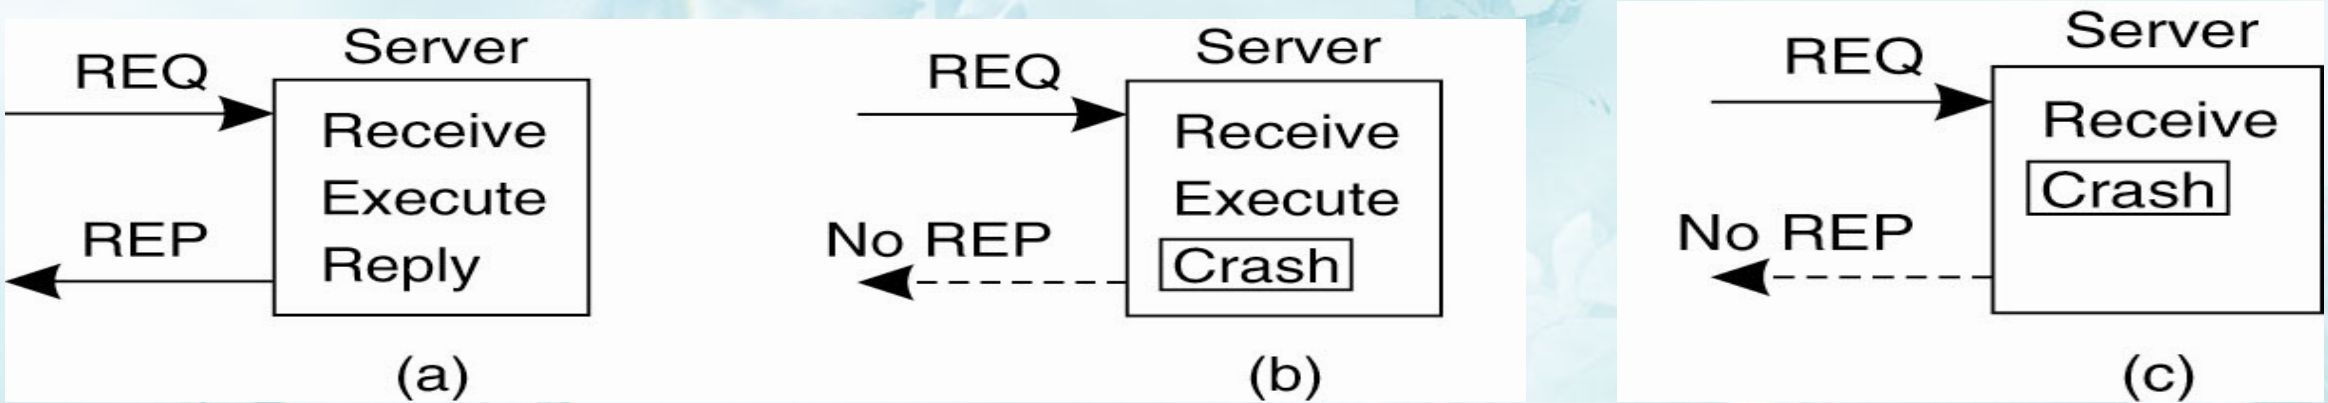 Server
REQ
Receive
Execute
REP
Reply
(a)
Server
REQ
Receive
Execute
No REP
Crash
(b)
Server
REQ
Receive
Crash
No REP
(c)